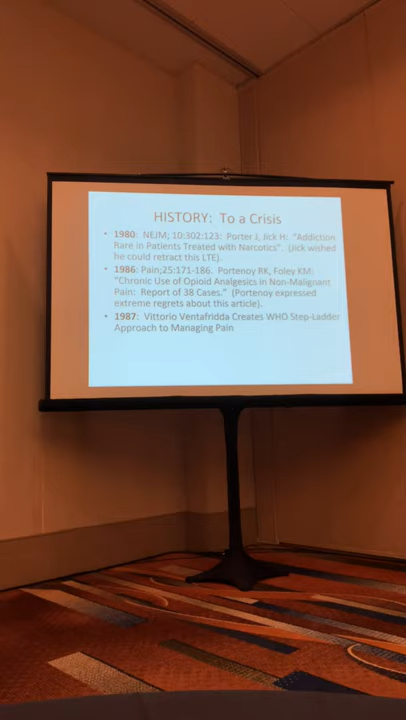 HISTORY: To a Crisis
• 1980: NEJM; 10:302:123: Porter J, Jick H: "Addiction
Rare in Patients Treated with Narcotics". (Jick wished
he could retract this LTE).
• 1986: Pain;25:171-186. Portenoy RK, Foley KM:
"Chronic Use of Opioid Analgesics in Non-Malignant
Pain: Report of 38 Cases." (Portenoy expressed
extreme regrets about this article).
• 1987: Vittorio Ventafridda Creates WHO Step-Ladder
Approach to Managing Pain